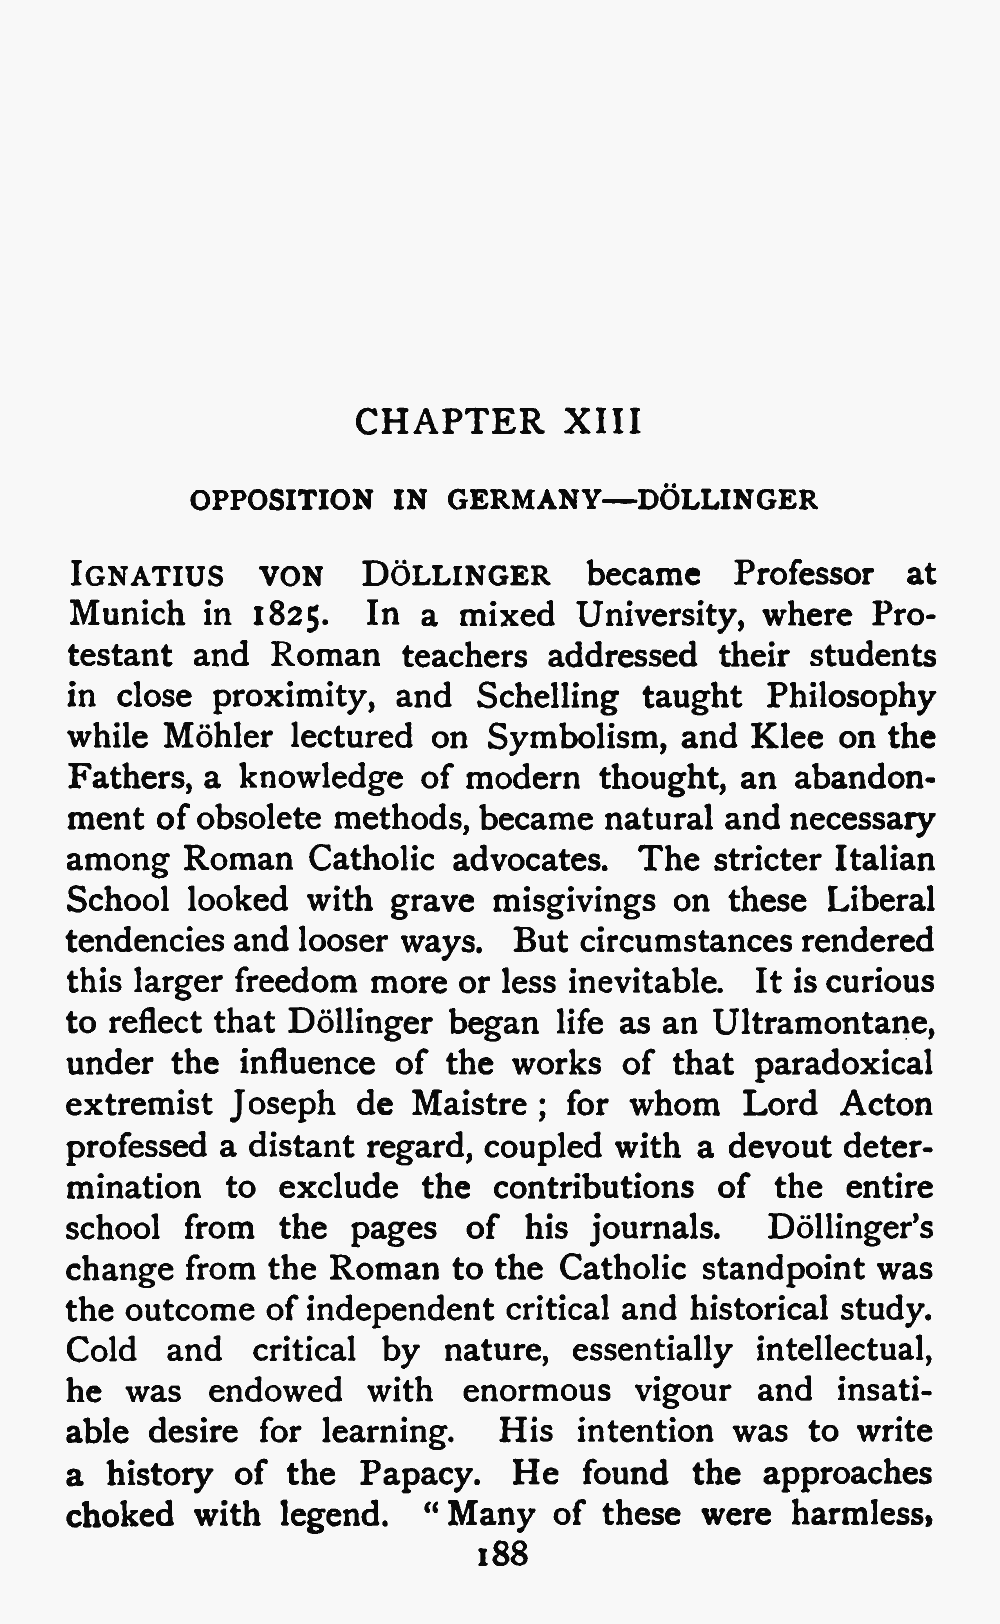 CHAPTER XIII
OPPOSITION IN GERMANY—DÖLLINGER
IGNATIUS VON DÖLLINGER became Professor at
Munich in 1825. In a mixed University, where Pro-
testant and Roman teachers addressed their students
in close proximity, and Schelling taught Philosophy
while Möhler lectured on Symbolism, and Klee on the
Fathers, a knowledge of modern thought, an abandon-
ment of obsolete methods, became natural and necessary
among Roman Catholic advocates. The stricter Italian
School looked with grave misgivings on these Liberal
tendencies and looser ways. But circumstances rendered
this larger freedom more or less inevitable. It is curious
to reflect that Döllinger began life as an Ultramontane,
under the influence of the works of that paradoxical
extremist Joseph de Maistre ; for whom Lord Acton
professed a distant regard, coupled with a devout deter-
mination to exclude the contributions of the entire
school from the pages of his journals. Döllinger's
change from the Roman to the Catholic standpoint was
the outcome of independent critical and historical study.
Cold and critical by nature, essentially intellectual,
he was endowed with enormous vigour and insati-
able desire for learning. His intention was to write
a history of the Papacy. He found the approaches
choked with legend. “ Many of these were harmless,
188